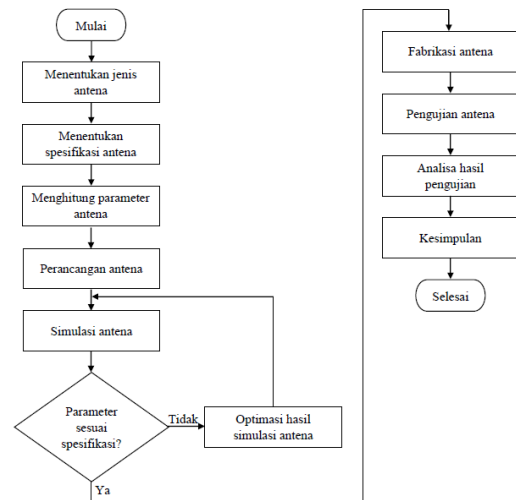 Mulai
Menentukan jenis
antena
Menentukan
spesifikasi antena
Menghitung parameter
antena
Perancangan antena
Simulasi antena
Parameter
sesuai
spesifikasi?
Tidak
Optimasi hasil
simulasi antena
Ya
Fabrikasi antena
Pengujian antena
Analisa hasil
pengujian
Kesimpulan
Selesai